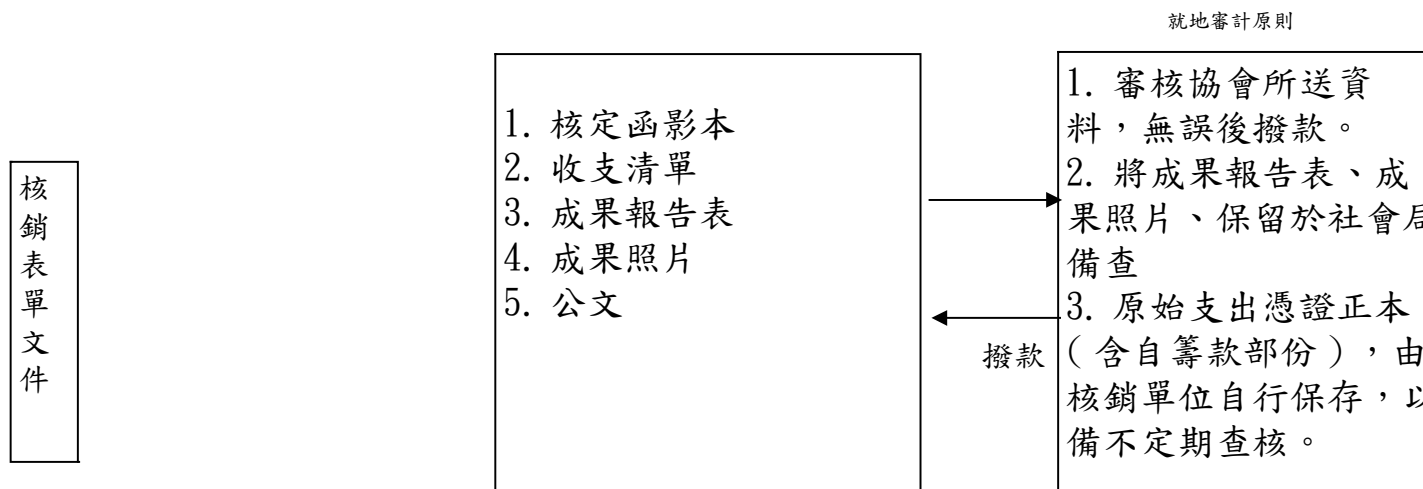 就地審計原則
核
銷
表
單
文
件
1. 核定函影本
2. 收支清單
3. 成果報告表
4. 成果照片
5. 公文
撥款
1. 審核協會所送資
料，無誤後撥款。
2. 將成果報告表、成
果照片、保留於社會局
備查
3. 原始支出憑證正本
（含自籌款部份），由
核銷單位自行保存，以
備不定期查核。